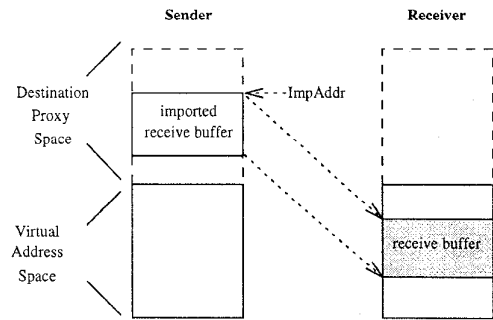 Sender
Receiver
Destination
Proxy
Space
ImpAddr
imported
receive buffer
Virtual
Address
Space
receive buffer